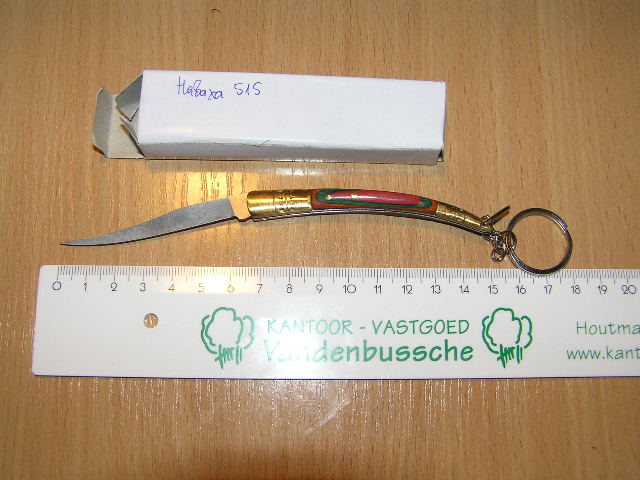 Наваха 515
0 1 2 3 4 5 6 7 8 9 10 11 12 13 14 15 16 17 18 19 20
KANTOOR - VASTGOED
Vandenbussche
Houtma
www.kant